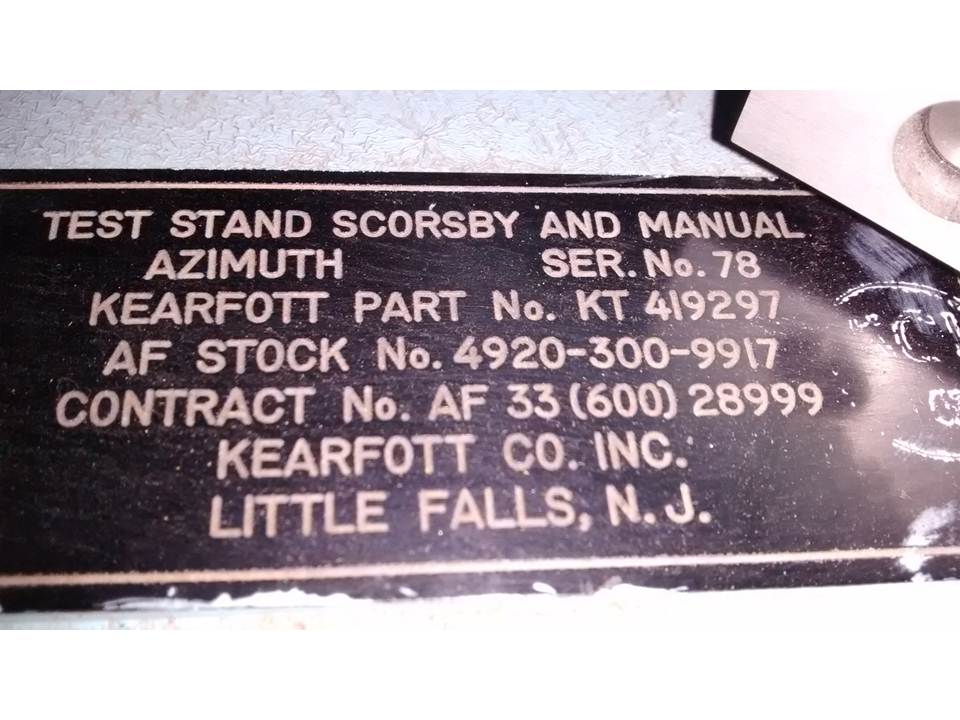 TEST STAND SCORSBY AND MANUAL
AZIMUTH SER. No. 78
KEARFOTT PART No. KT 419297
AF STOCK No. 4920-300-9917
CONTRACT No. AF 33 (600) 28999
KEARFOTT CO. INC.
LITTLE FALLS, N. J.